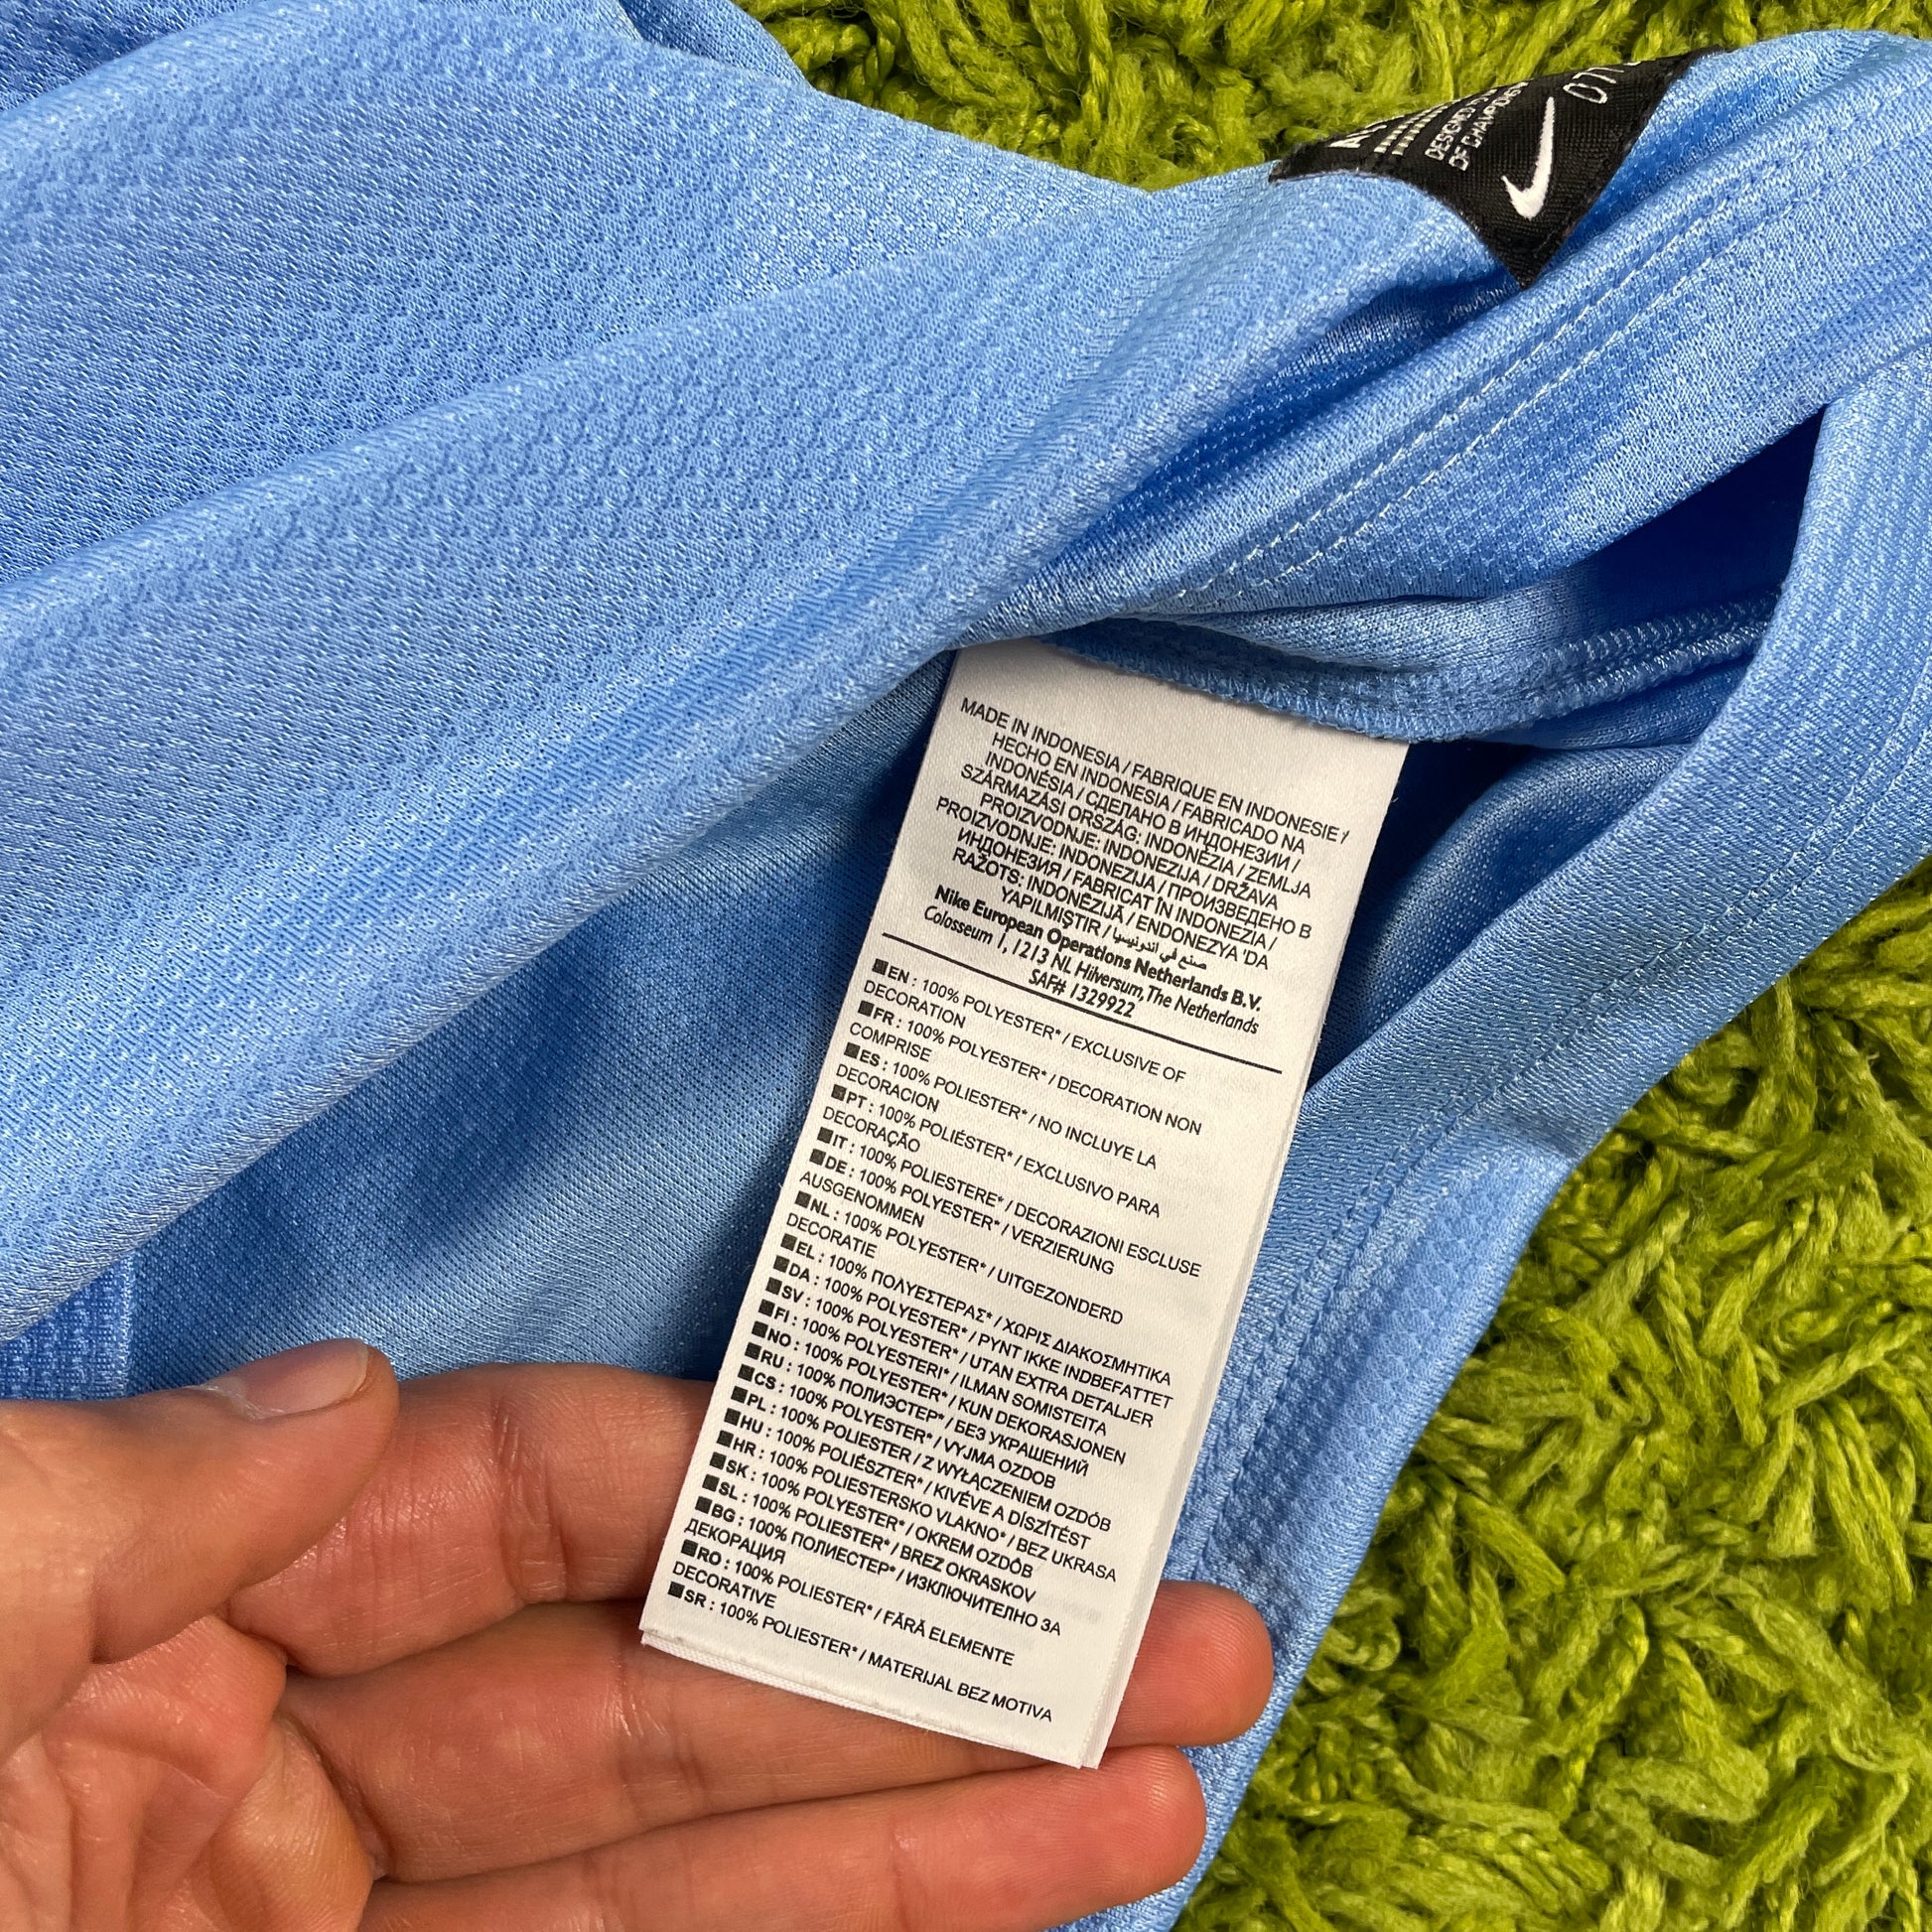 DESIGNED
OF CHAMPIONS
MADE IN INDONESIA / FABRIQUE EN INDONESIE /
HECHO EN INDONESIA / FABRICADO NA
INDONÉSIA / СДЕЛАНО В ИНДОНЕЗИИ /
SZÁRMAZÁSI ORSZÁG: INDONÉZIA / ZEMLJA
PROIZVODNJE: INDONEZIJA / DRŽAVA
PROIZVODNJE: INDONEZIJA / ПРОИЗВЕДЕНО В
ИНДОНЕЗИЯ / FABRICAT ÎN INDONEZIA /
RAŽOTS: INDONĒZIJĀ / ENDONEZYA 'DA
YAPILMIŞTIR / صنع في اندونيسيا
Nike European Operations Netherlands B.V.
Colosseum 1, 1213 NL Hilversum, The Netherlands
SAF# 1329922
EN : 100% POLYESTER* / EXCLUSIVE OF
DECORATION
FR : 100% POLYESTER* / DECORATION NON
COMPRISE
ES : 100% POLIESTER* / NO INCLUYE LA
DECORACION
PT : 100% POLIÉSTER* / EXCLUSIVO PARA
DECORAÇÃO
IT : 100% POLIESTERE* / DECORAZIONI ESCLUSE
DE : 100% POLYESTER* / VERZIERUNG
AUSGENOMMEN
NL : 100% POLYESTER* / UITGEZONDERD
DECORATIE
EL : 100% ΠΟΛΥΕΣΤΕΡΑΣ* / ΧΩΡΙΣ ΔΙΑΚΟΣΜΗΤΙΚΑ
DA : 100% POLYESTER* / PYNT IKKE INDBEFATTET
SV : 100% POLYESTER* / UTAN EXTRA DETALJER
FI : 100% POLYESTERI* / ILMAN SOMISTEITA
NO : 100% POLYESTER* / KUN DEKORASJONEN
RU : 100% ПОЛИЭСТЕР* / БЕЗ УКРАШЕНИЙ
CS : 100% POLYESTER* / VYJMA OZDOB
PL : 100% POLIESTER / Z WYŁĄCZENIEM OZDÓB
HU : 100% POLIÉSZTER* / KIVÉVE A DÍSZÍTÉST
HR : 100% POLIESTERSKO VLAKNO* / BEZ UKRASA
SK : 100% POLYESTER* / OKREM OZDÔB
SL : 100% POLIESTER* / BREZ OKRASKOV
BG : 100% ПОЛИЕСТЕР* / ИЗКЛЮЧИТЕЛНО ЗА
ДЕКОРАЦИЯ
RO : 100% POLIESTER* / FĂRĂ ELEMENTE
DECORATIVE
SR : 100% POLIESTER* / MATERIJAL BEZ MOTIVA